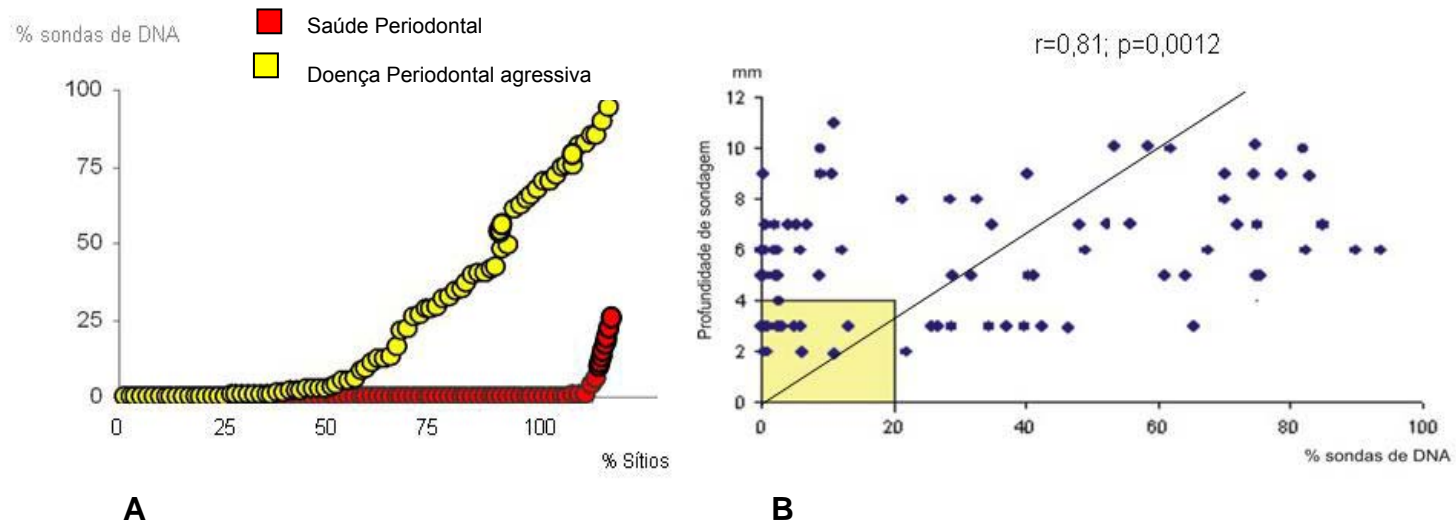 % sondas de DNA
Saúde Periodontal
Doença Periodontal agressiva
100
75
50
25
0
0 25 50 75 100
% Sítios
A
r=0,81; p=0,0012
mm
Profundidade de sondagem
12
10
8
6
4
2
0
0 20 40 60 80 100
% sondas de DNA
B